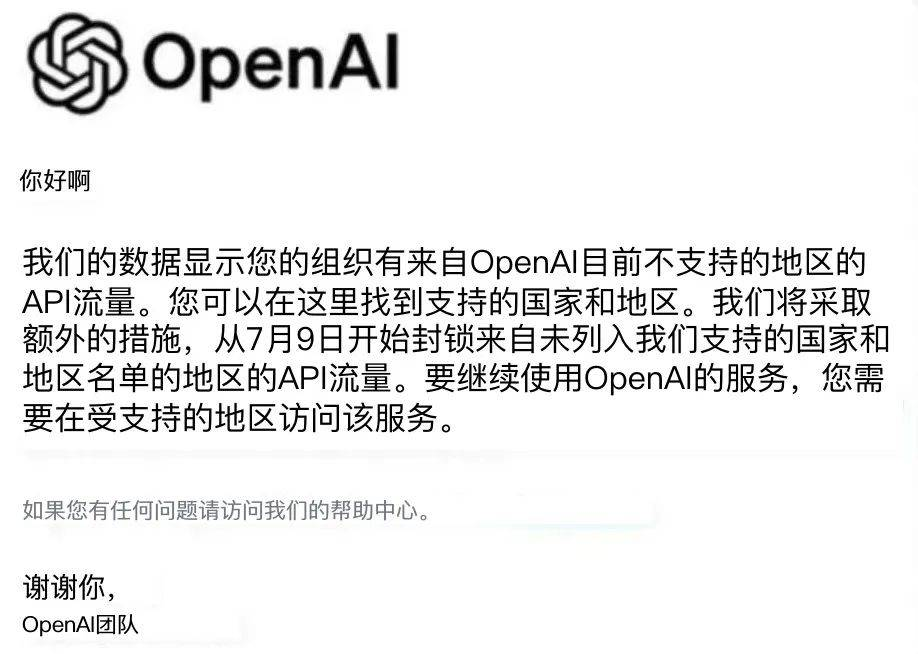 OpenAI
你好啊
我们的数据显示您的组织有来自OpenAI目前不支持的地区的
API流量。您可以在这里找到支持的国家和地区。我们将采取
额外的措施，从7月9日开始封锁来自未列入我们支持的国家和
地区名单的地区的API流量。要继续使用OpenAI的服务，您需
要在受支持的地区访问该服务。
如果您有任何问题请访问我们的帮助中心。
谢谢你，
OpenAI团队